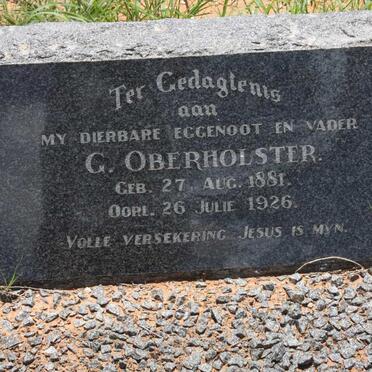 Ter Gedagtenis
aan
MY DIERBARE EGGENOOT EN VADER
G. OBERHOLSTER.
GEB. 27 AUG. 1881.
OORL. 26 JULIE 1926.
VOLLE VERSEKERING JESUS IS MYN.